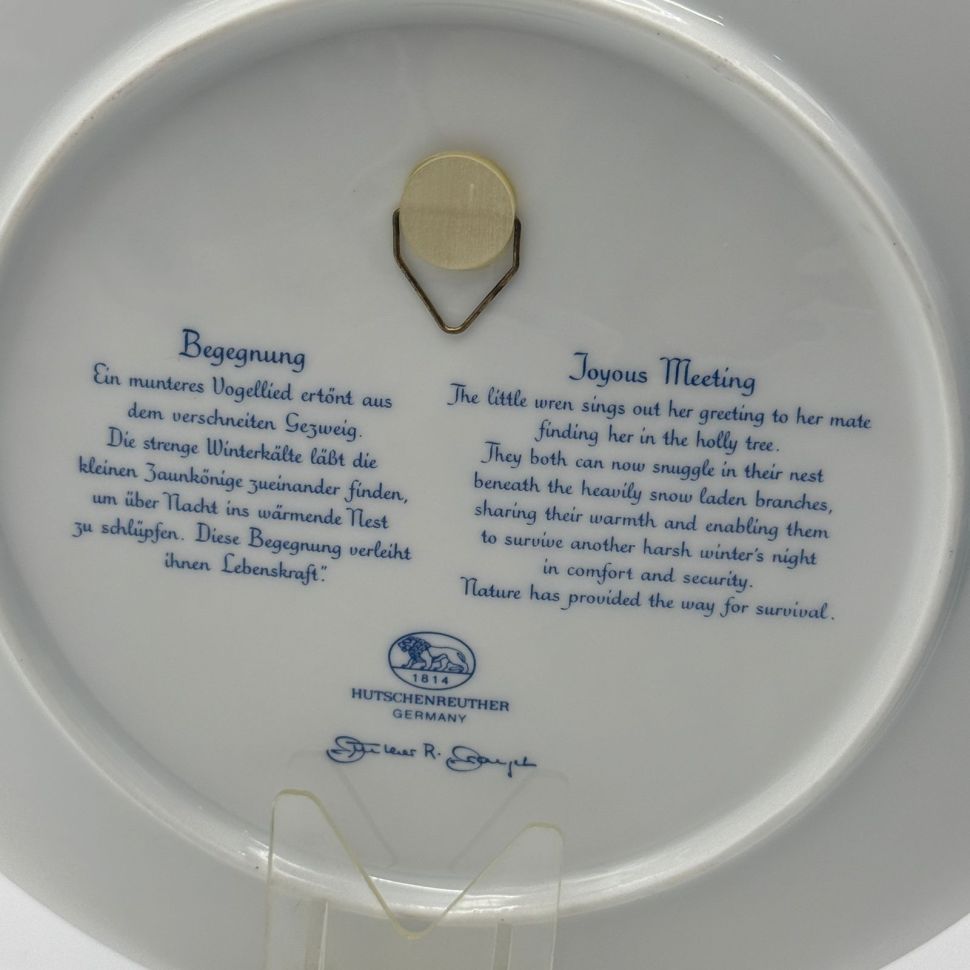 Begegnung
Ein munteres Vogellied ertönt aus
dem verschneiten Gezweig.
Die strenge Winterkälte läßt die
kleinen Zaunkönige zueinander finden,
um über Nacht ins wärmende Nest
zu schlüpfen. Diese Begegnung verleiht
ihnen Lebenskraft".
Joyous Meeting
The little wren sings out her greeting to her mate
finding her in the holly tree.
They both can now snuggle in their nest
beneath the heavily snow laden branches,
sharing their warmth and enabling them
to survive another harsh winter's night
in comfort and security.
Nature has provided the way for survival.
1814
HUTSCHENREUTHER
GERMANY
R.